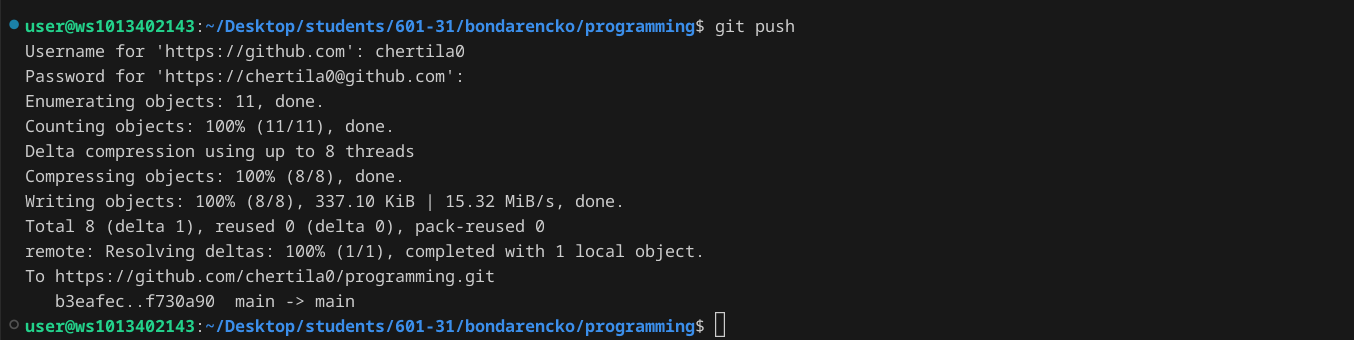 user@ws1013402143:~/Desktop/students/601-31/bondarencko/programming$ git push
Username for 'https://github.com': chertila0
Password for 'https://chertila0@github.com':
Enumerating objects: 11, done.
Counting objects: 100% (11/11), done.
Delta compression using up to 8 threads
Compressing objects: 100% (8/8), done.
Writing objects: 100% (8/8), 337.10 KiB | 15.32 MiB/s, done.
Total 8 (delta 1), reused 0 (delta 0), pack-reused 0
remote: Resolving deltas: 100% (1/1), completed with 1 local object.
To https://github.com/chertila0/programming.git
   b3eafec..f730a90  main -> main
user@ws1013402143:~/Desktop/students/601-31/bondarencko/programming$